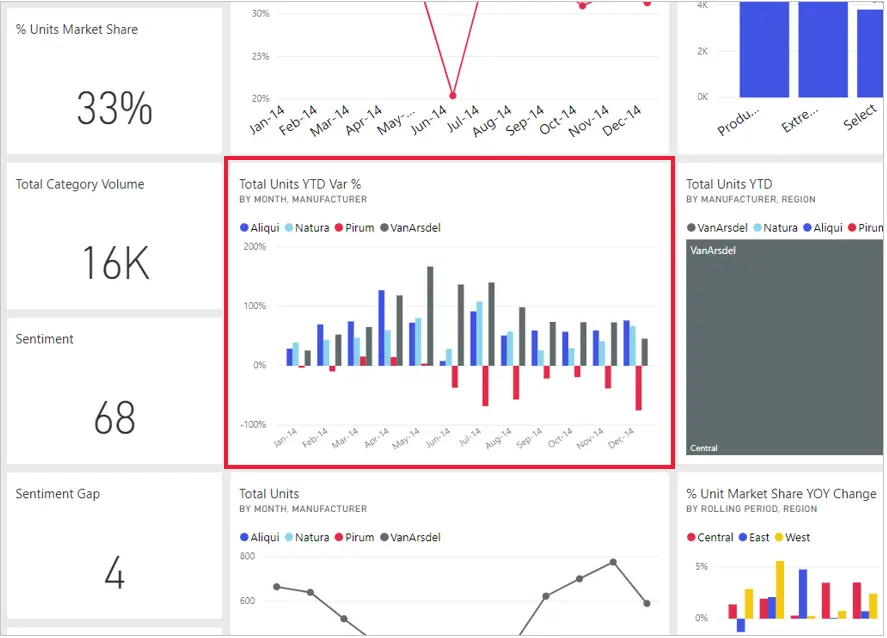 % Units Market Share
33%
Total Category Volume
16K
Sentiment
68
Sentiment Gap
4
30%
25%
20%
Jan-14 Feb-14 Mar-14 Apr-14 May-... Jun-14 Jul-14 Aug-14 Sep-14 Oct-14 Nov-14 Dec-14
Total Units YTD Var %
BY MONTH, MANUFACTURER
Aliqui Natura Pirum VanArsdel
200%
100%
0%
-100%
Jan-14 Feb-14 Mar-14 Apr-14 May-14 Jun-14 Jul-14 Aug-14 Sep-14 Oct-14 Nov-14 Dec-14
Total Units
BY MONTH, MANUFACTURER
Aliqui Natura Pirum VanArsdel
800
600
4K
2K
0K
Produ... Extre... Select
Total Units YTD
BY MANUFACTURER, REGION
VanArsdel Natura Aliqui Pirum
VanArsdel
Central
% Unit Market Share YOY Change
BY ROLLING PERIOD, REGION
Central East West
5%
0%